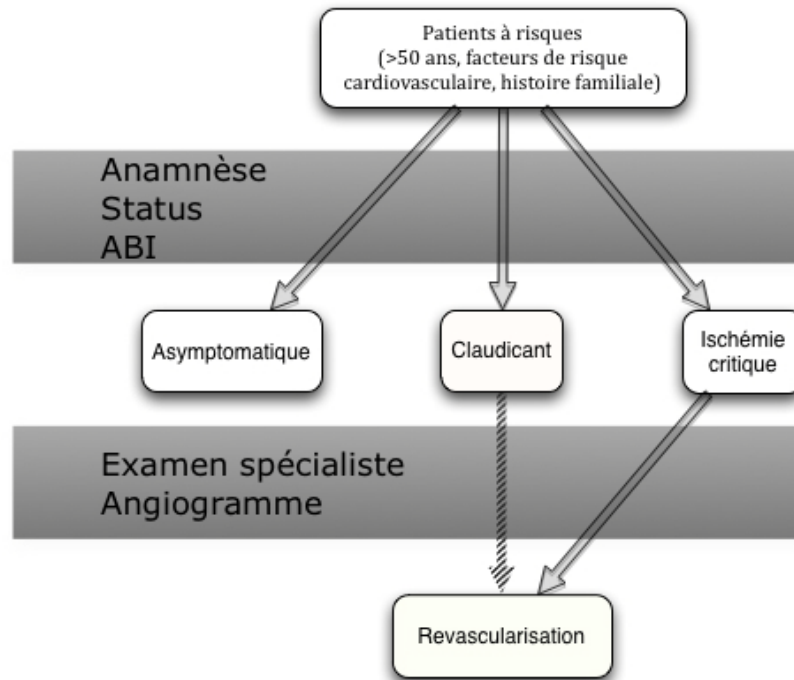 Patients à risques
(>50 ans, facteurs de risque
cardiovasculaire, histoire familiale)
Anamnèse
Status
ABI
Asymptomatique
Claudicant
Ischémie
critique
Examen spécialiste
Angiogramme
Revascularisation